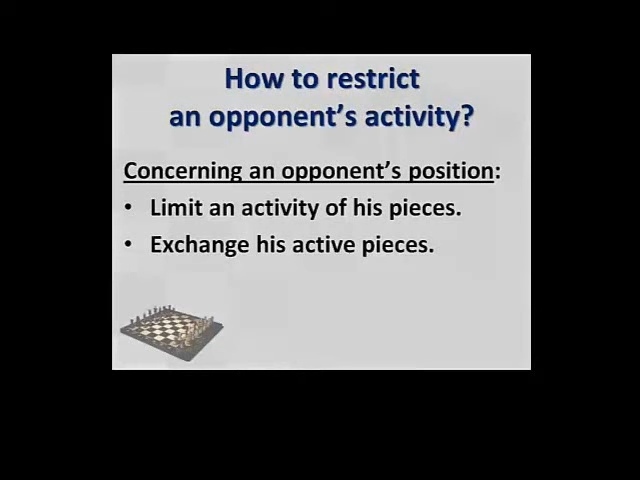 How to restrict
an opponent's activity?
Concerning an opponent's position:
• Limit an activity of his pieces.
• Exchange his active pieces.